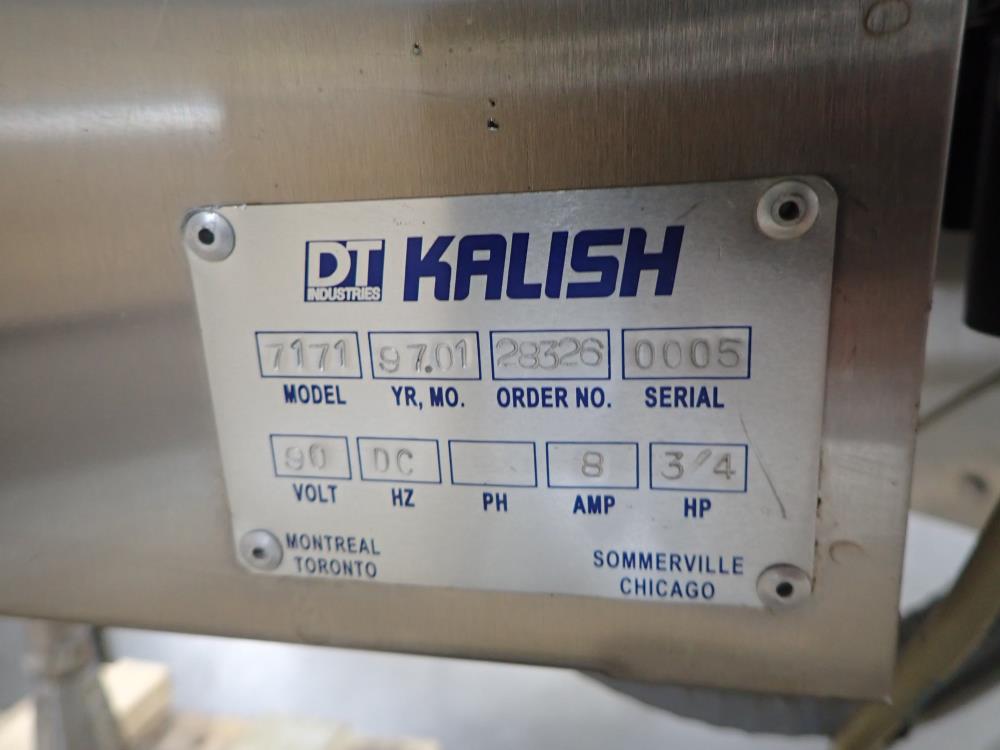 DT INDUSTRIES KALISH
7171 97.01 28326 0005
MODEL YR, MO. ORDER NO. SERIAL
90 DC 8 3/4
VOLT HZ PH AMP HP
MONTREAL SOMMERVILLE
TORONTO CHICAGO